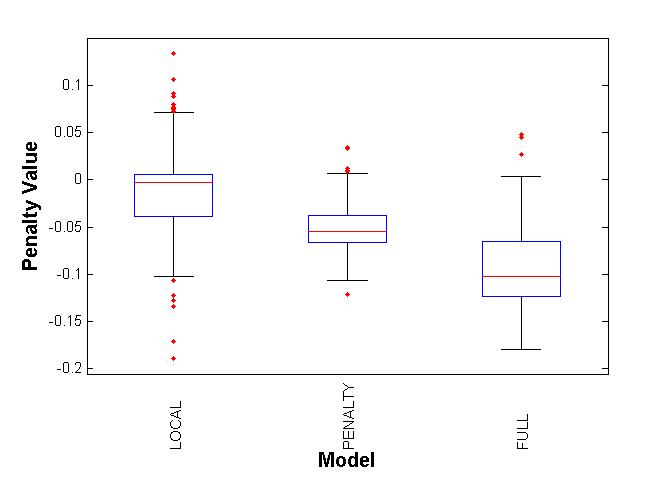 Penalty Value
0.1
0.05
0
-0.05
-0.1
-0.15
-0.2
LOCAL
PENALTY
FULL
Model